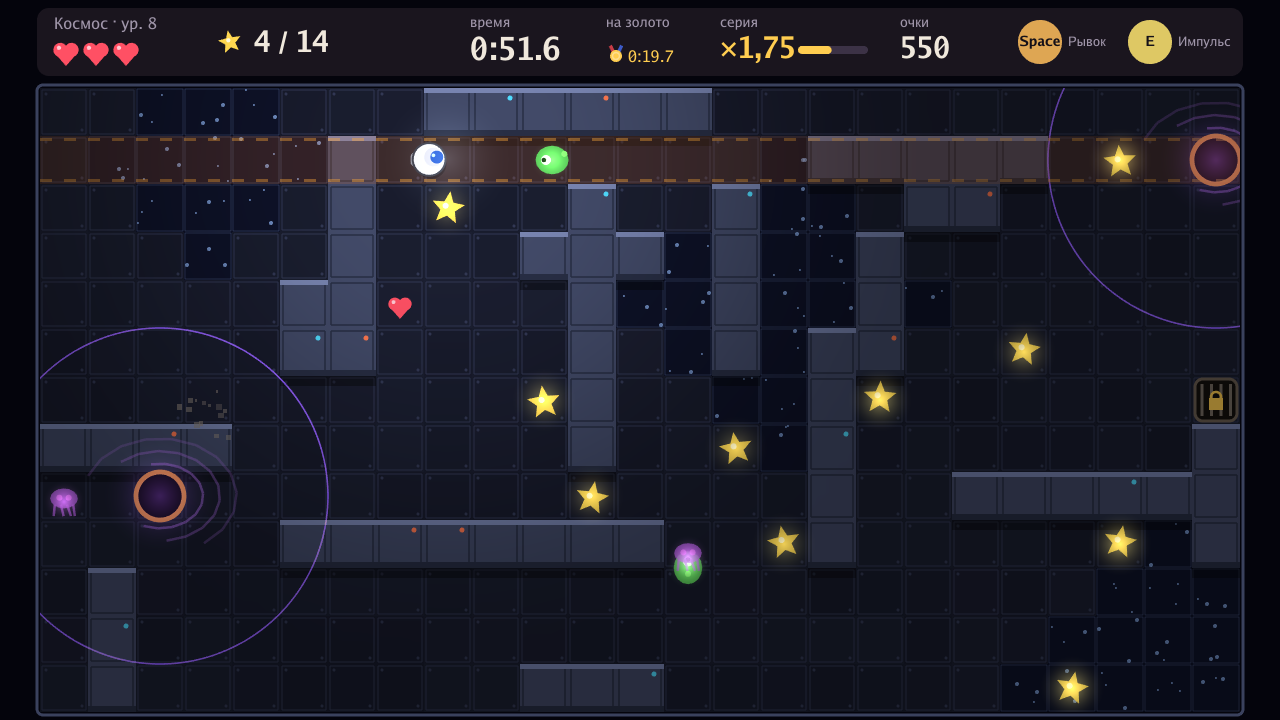 Космос · ур. 8
4 / 14
время
0:51.6
на золото
0:19.7
серия
×1,75
очки
550
Space
Рывок
E
Импульс